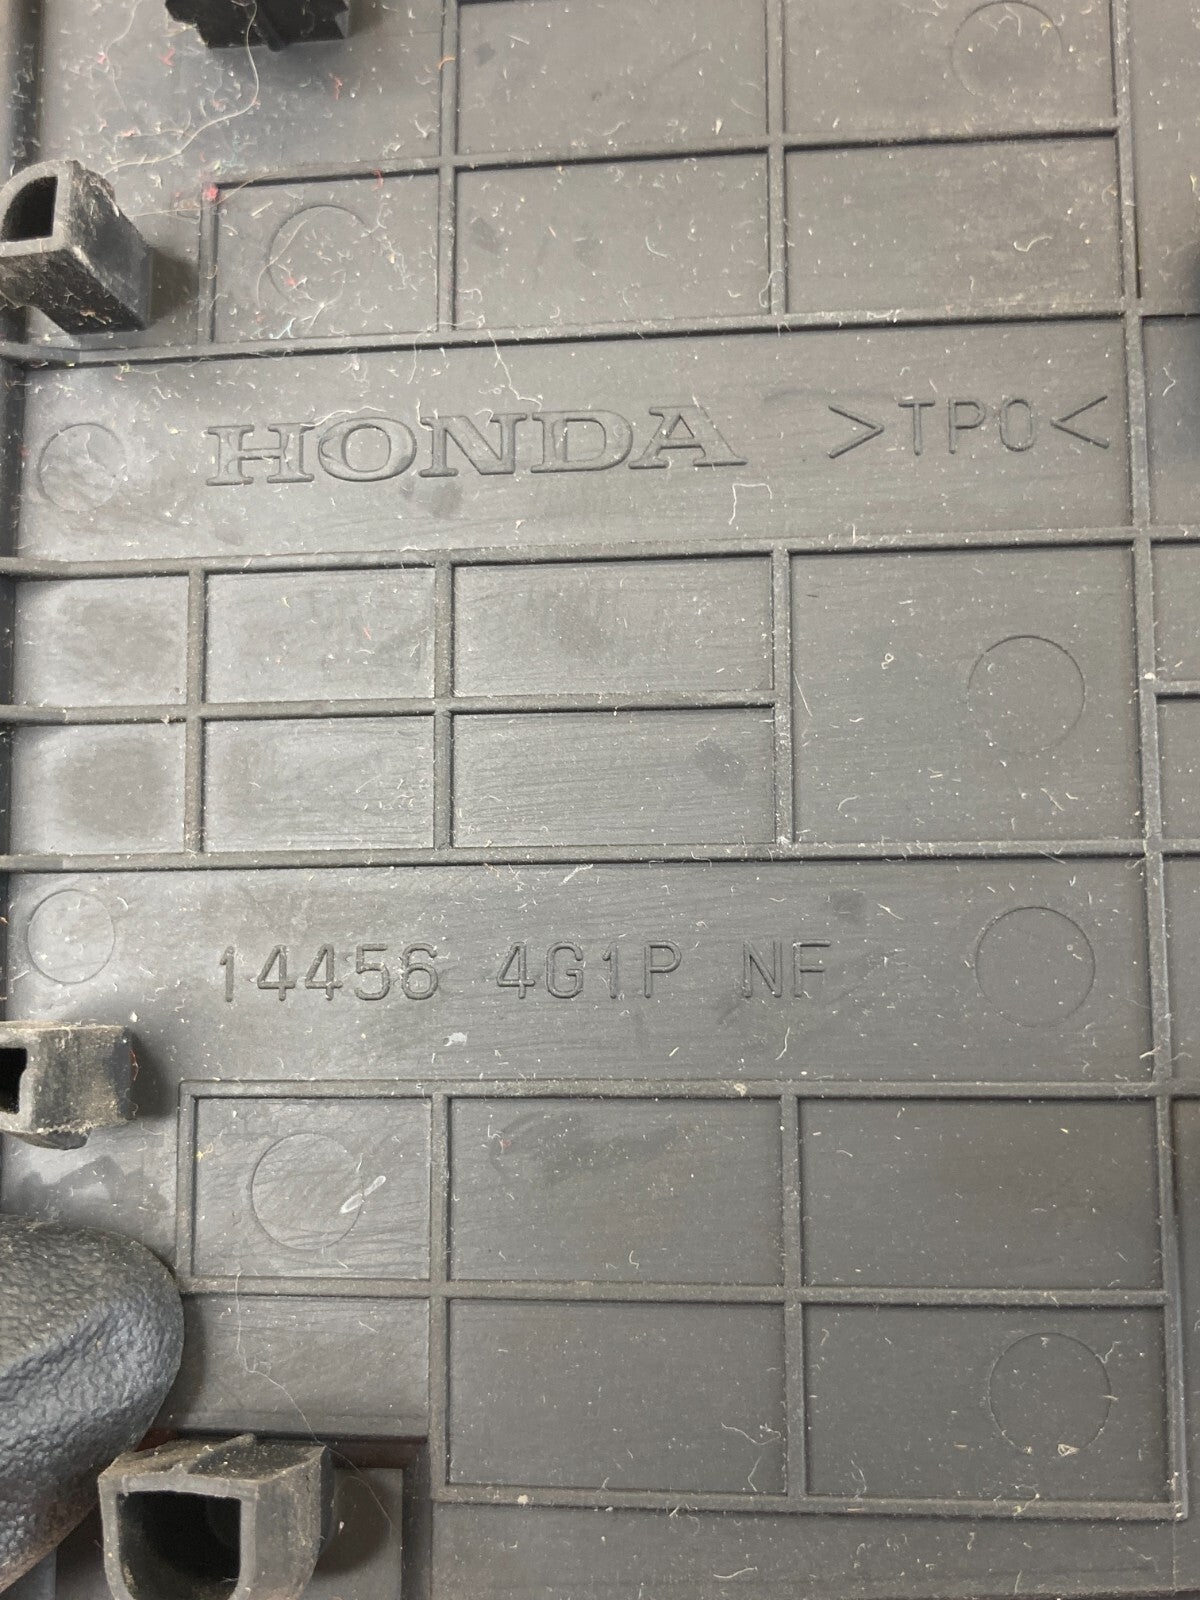 HONDA >TPO<
14456 4G1P NF